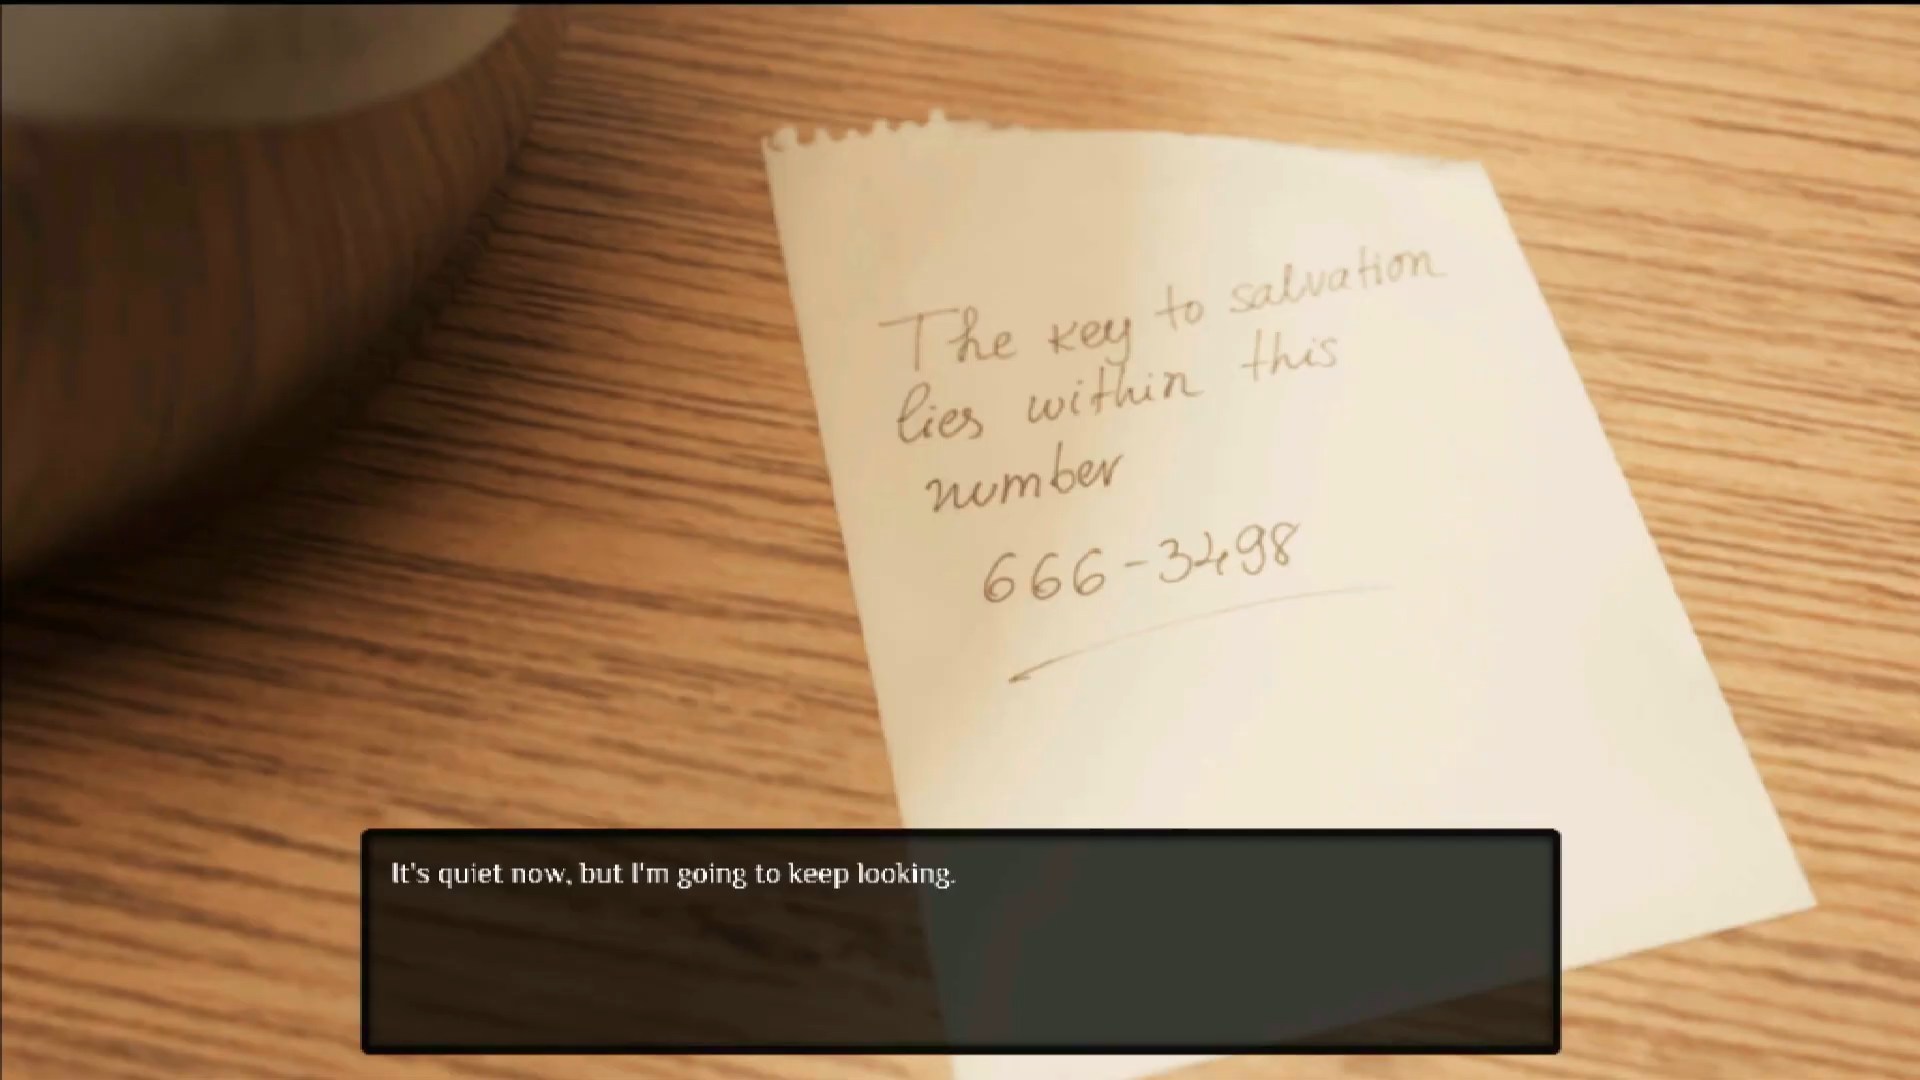 The key to salvation
lies within this
number
666-3498
It's quiet now, but I'm going to keep looking.